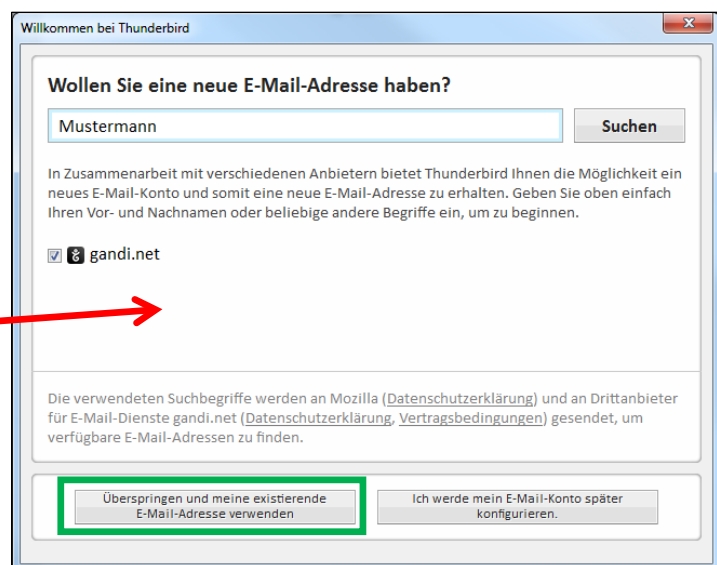 Willkommen bei Thunderbird
Wollen Sie eine neue E-Mail-Adresse haben?
Mustermann
Suchen
In Zusammenarbeit mit verschiedenen Anbietern bietet Thunderbird Ihnen die Möglichkeit ein
neues E-Mail-Konto und somit eine neue E-Mail-Adresse zu erhalten. Geben Sie oben einfach
Ihren Vor- und Nachnamen oder beliebige andere Begriffe ein, um zu beginnen.
gandi.net
Die verwendeten Suchbegriffe werden an Mozilla (Datenschutzerklärung) und an Drittanbieter
für E-Mail-Dienste gandi.net (Datenschutzerklärung, Vertragsbedingungen) gesendet, um
verfügbare E-Mail-Adressen zu finden.
Überspringen und meine existierende
E-Mail-Adresse verwenden
Ich werde mein E-Mail-Konto später
konfigurieren.